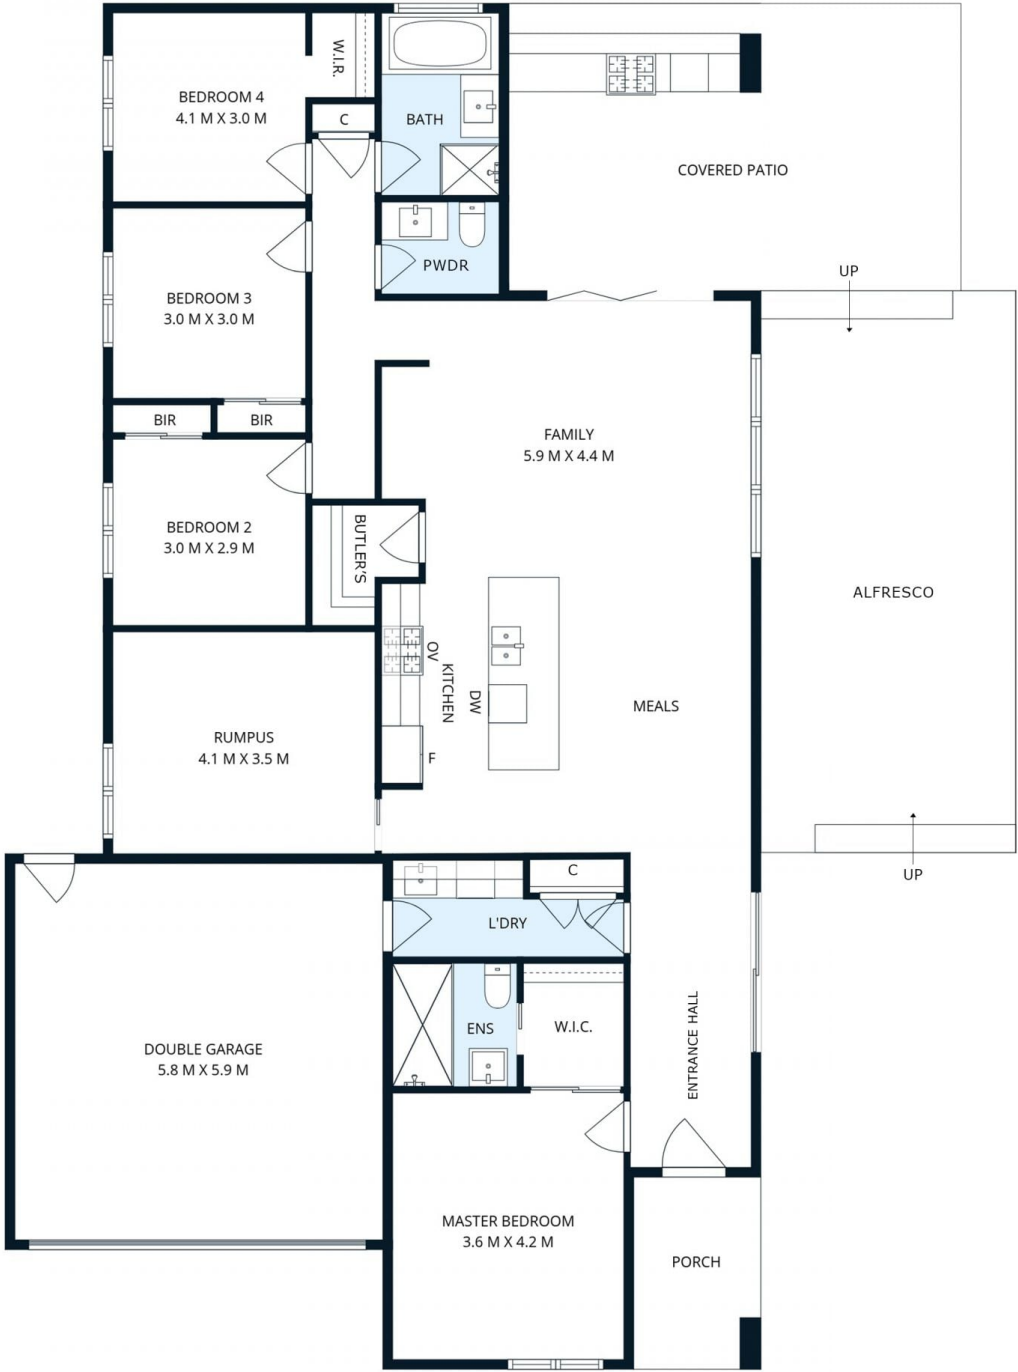 W.I.R.
BEDROOM 4
4.1 M X 3.0 M
C
BATH
COVERED PATIO
PWDR
UP
BEDROOM 3
3.0 M X 3.0 M
BIR
BIR
FAMILY
5.9 M X 4.4 M
BEDROOM 2
3.0 M X 2.9 M
BUTLER'S
ALFRESCO
OV
KITCHEN
DW
MEALS
RUMPUS
4.1 M X 3.5 M
F
C
UP
L'DRY
ENS
W.I.C.
ENTRANCE HALL
DOUBLE GARAGE
5.8 M X 5.9 M
MASTER BEDROOM
3.6 M X 4.2 M
PORCH